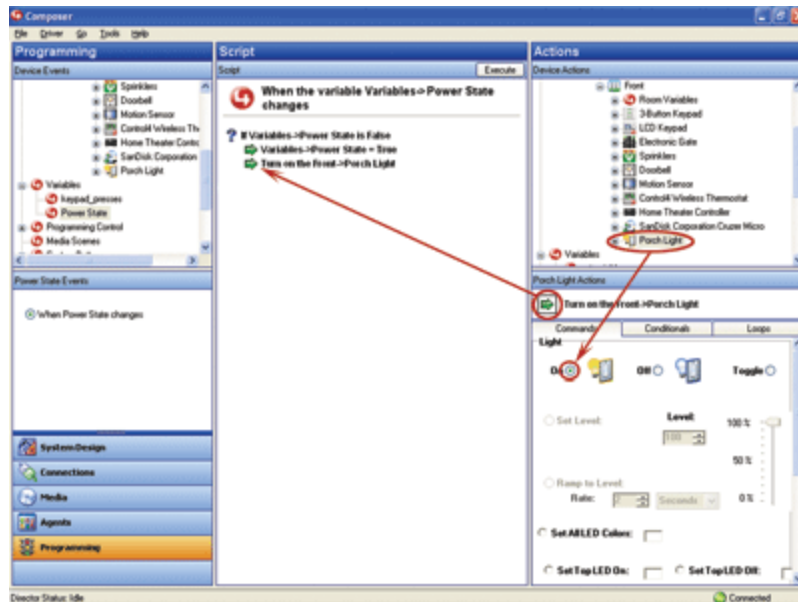 Composer
File Driver Go Tools Help
Programming
Device Events
Sprinklers
Doorbell
Motion Sensor
Control4 Wireless Th
Home Theater Contro
SanDisk Corporation
Porch Light
Variables
keypad_presses
Power State
Programming Control
Media Scenes
Power State Events
When Power State changes
System Design
Connections
Media
Agents
Programming
Director Status: Idle
Script
Script
Execute
When the variable Variables->Power State
changes
If Variables->Power State is False
Variables->Power State = True
Turn on the Front->Porch Light
Actions
Device Actions
Front
Room Variables
3-Button Keypad
LCD Keypad
Electronic Gate
Sprinklers
Doorbell
Motion Sensor
Control4 Wireless Thermostat
Home Theater Controller
SanDisk Corporation Cruzer Micro
Porch Light
Variables
Porch Light Actions
Turn on the Front->Porch Light
Commands Conditionals Loops
Light
On Off Toggle
Set Level: Level: 100 %
100
50 %
Ramp to Level:
Rate: Seconds 0 %
Set All LED Colors:
Set Top LED On: Set Top LED Off:
Connected